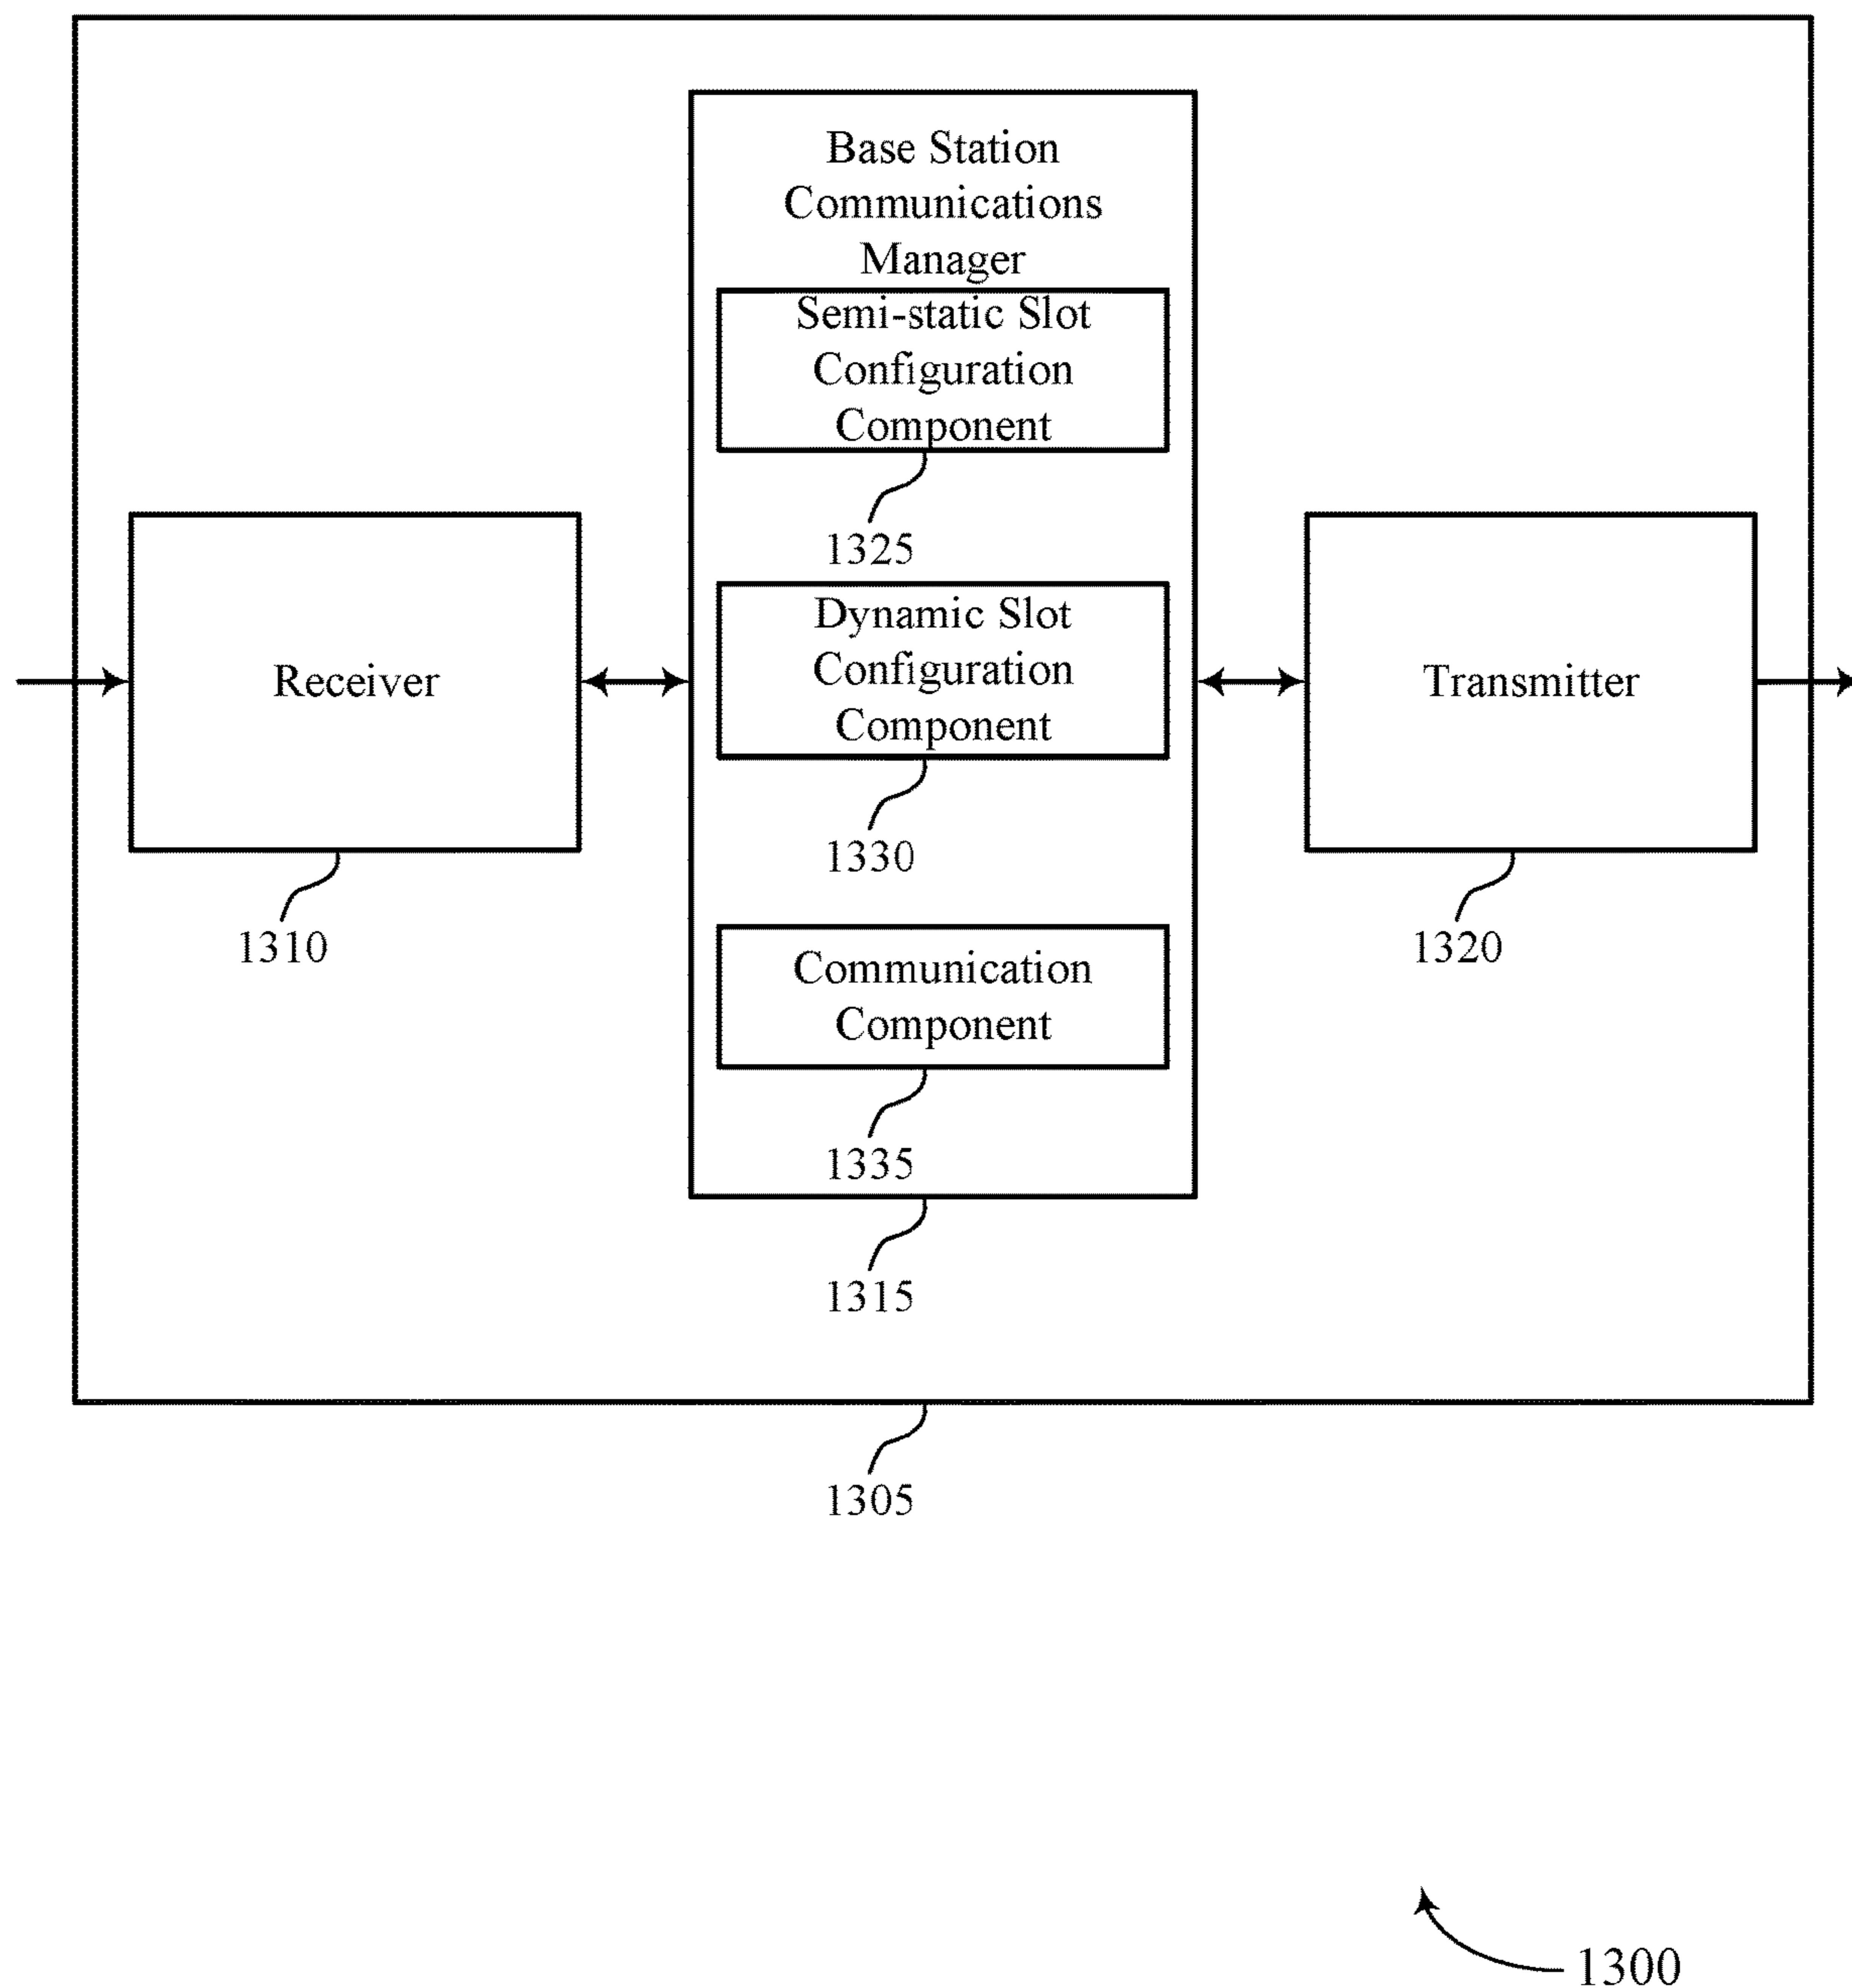 Base Station
Communications
Manager
Semi-static Slot
Configuration
Component
1325
Receiver
1310
Dynamic Slot
Configuration
Component
1330
Transmitter
1320
Communication
Component
1335
1315
1305
1300